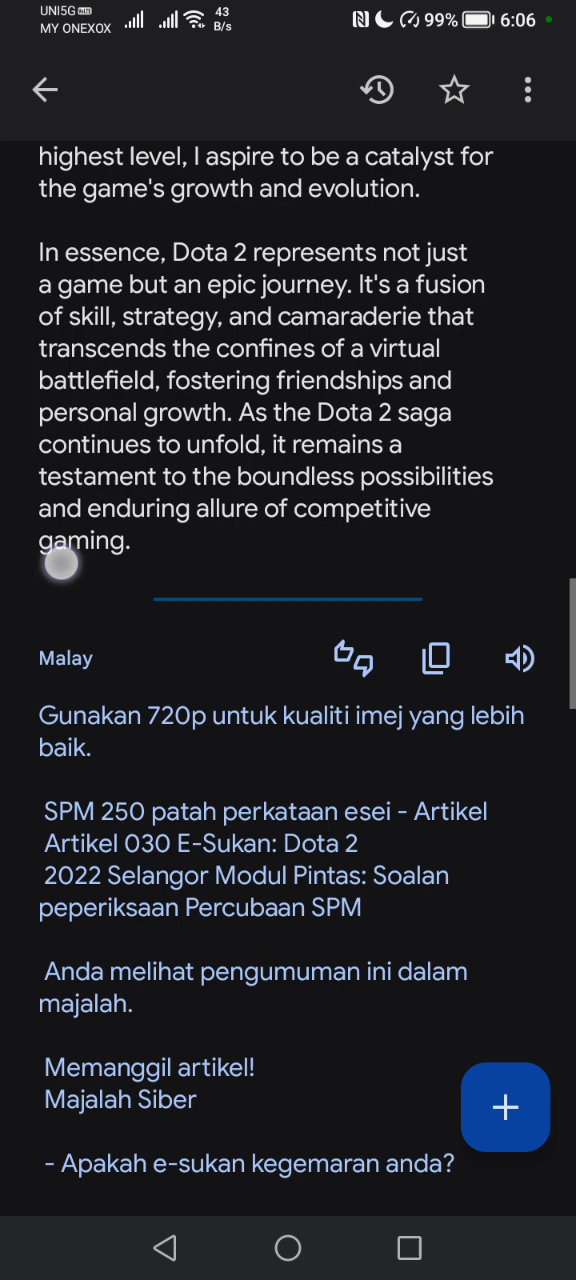 UNI5G HD
MY ONEXOX
43
B/s
99%
6:06
highest level, I aspire to be a catalyst for
the game's growth and evolution.
In essence, Dota 2 represents not just
a game but an epic journey. It's a fusion
of skill, strategy, and camaraderie that
transcends the confines of a virtual
battlefield, fostering friendships and
personal growth. As the Dota 2 saga
continues to unfold, it remains a
testament to the boundless possibilities
and enduring allure of competitive
gaming.
Malay
Gunakan 720p untuk kualiti imej yang lebih
baik.
SPM 250 patah perkataan esei - Artikel
Artikel 030 E-Sukan: Dota 2
2022 Selangor Modul Pintas: Soalan
peperiksaan Percubaan SPM
Anda melihat pengumuman ini dalam
majalah.
Memanggil artikel!
Majalah Siber
- Apakah e-sukan kegemaran anda?